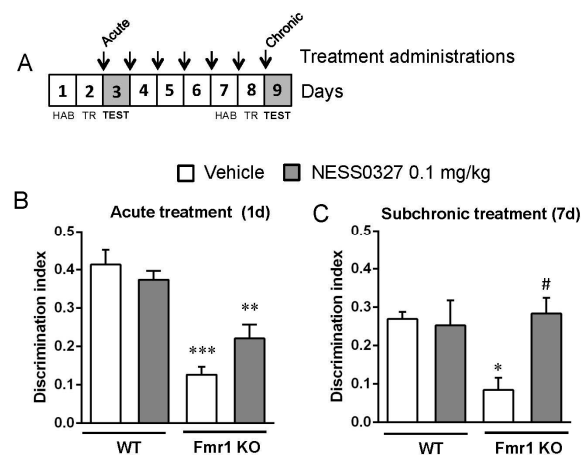 Acute
Chronic
A
Treatment administrations
1 2 3 4 5 6 7 8 9 Days
HAB TR TEST HAB TR TEST
Vehicle NESS0327 0.1 mg/kg
B
Acute treatment (1d)
Discrimination index
0.5
0.4
0.3
0.2
0.1
0.0
***
**
WT Fmr1 KO
C
Subchronic treatment (7d)
Discrimination index
0.5
0.4
0.3
0.2
0.1
0.0
*
#
WT Fmr1 KO